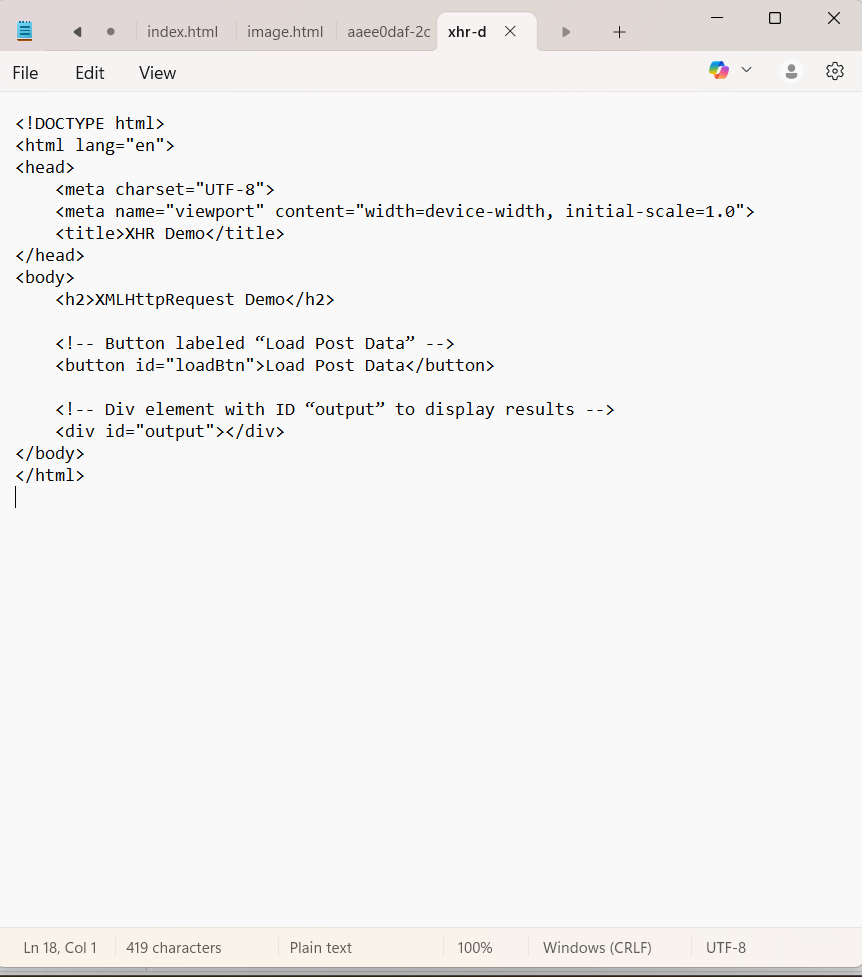 index.html image.html aaee0daf-2c xhr-d
File Edit View
<!DOCTYPE html>
<html lang="en">
<head>
    <meta charset="UTF-8">
    <meta name="viewport" content="width=device-width, initial-scale=1.0">
    <title>XHR Demo</title>
</head>
<body>
    <h2>XMLHttpRequest Demo</h2>

    <!-- Button labeled “Load Post Data” -->
    <button id="loadBtn">Load Post Data</button>

    <!-- Div element with ID “output” to display results -->
    <div id="output"></div>
</body>
</html>
Ln 18, Col 1 419 characters Plain text 100% Windows (CRLF) UTF-8